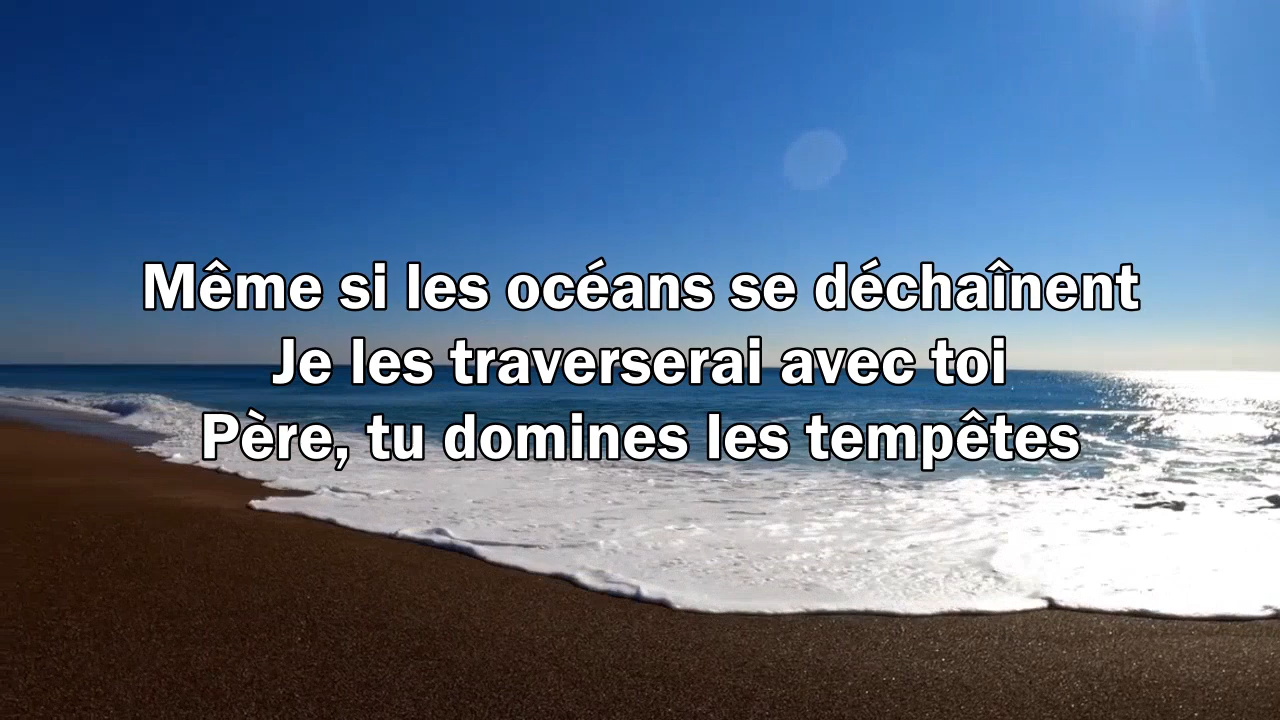 Même si les océans se déchaînent
Je les traverserai avec toi
Père, tu domines les tempêtes